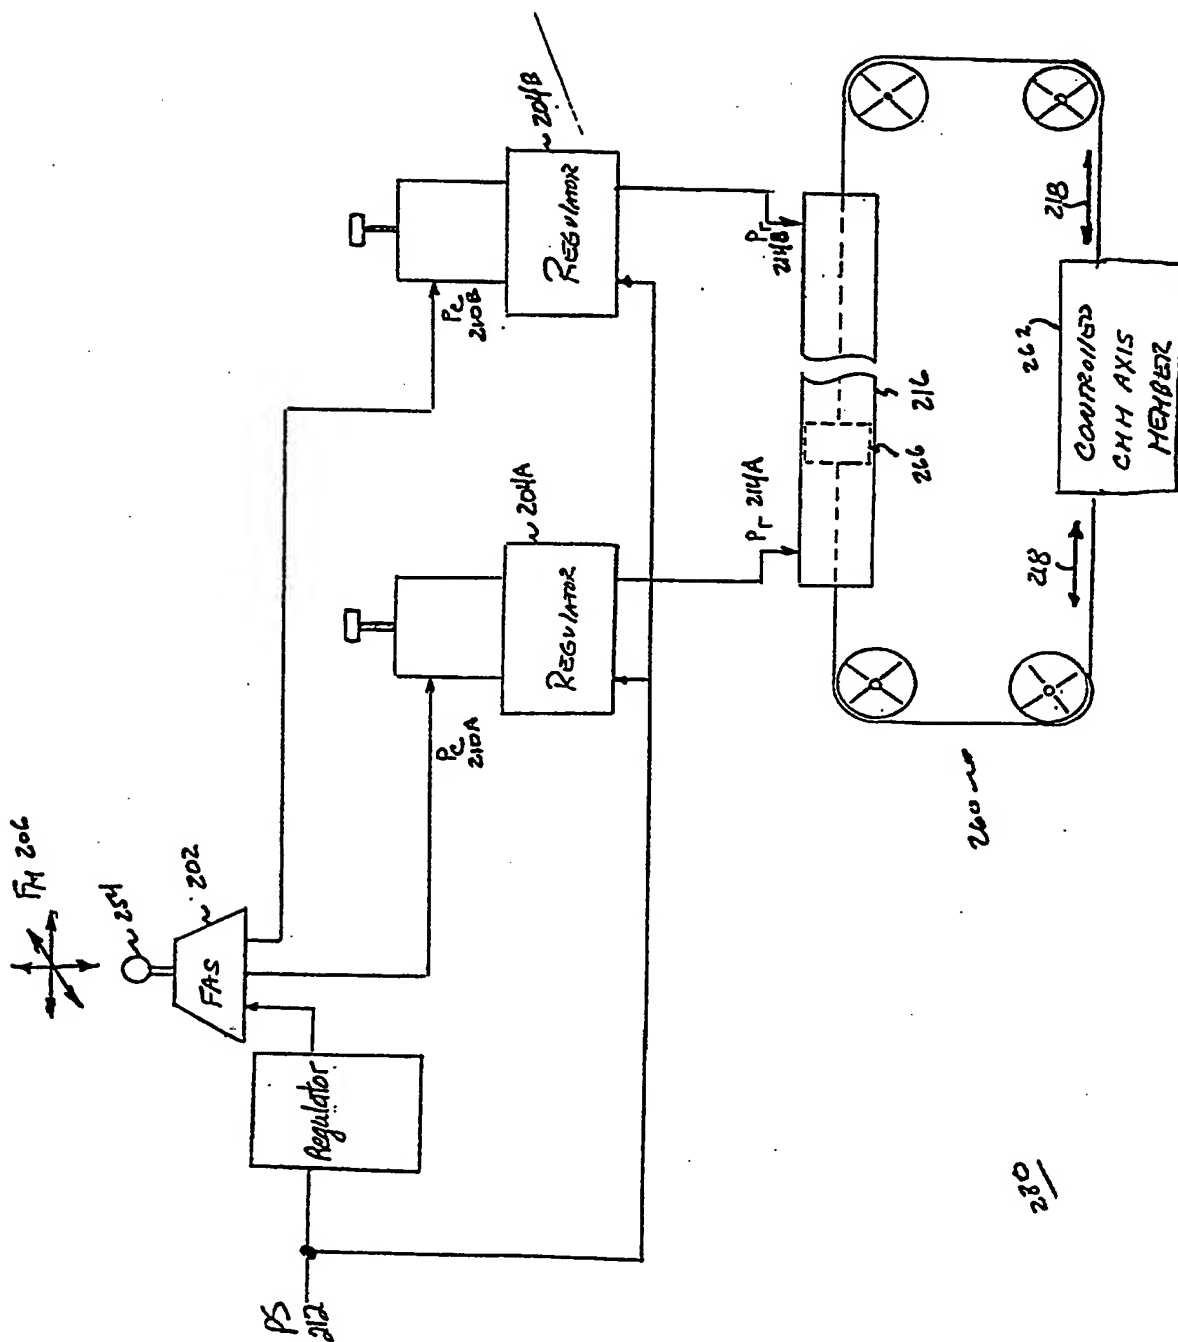 FM 206
254
202
FAS
Regulator
PS
212
Pc
210A
Pc
210B
204A
REGULATOR
204B
REGULATOR
Pr 214A
Pr
214B
216
266
218
218
262
CONTROLLED
CMM AXIS
MEMBER
260
280